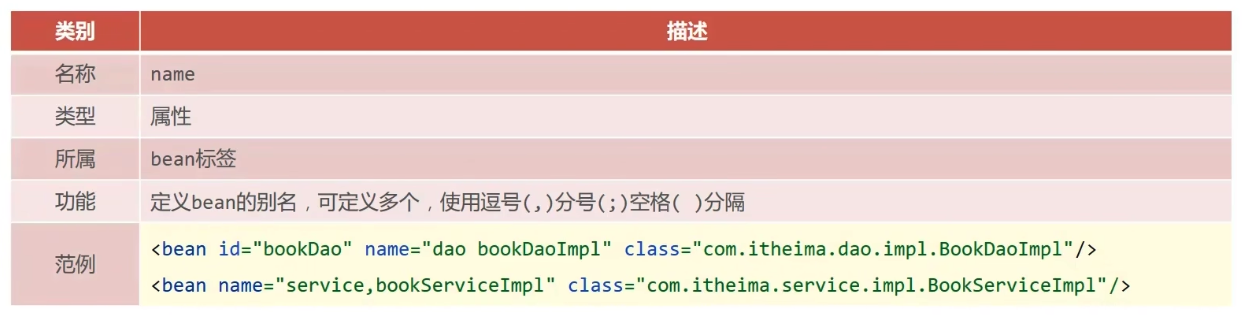 类别 描述
名称 name
类型 属性
所属 bean标签
功能 定义bean的别名，可定义多个，使用逗号(,)分号(;)空格( )分隔
范例
<bean id="bookDao" name="dao bookDaoImpl" class="com.itheima.dao.impl.BookDaoImpl"/>
<bean name="service,bookServiceImpl" class="com.itheima.service.impl.BookServiceImpl"/>